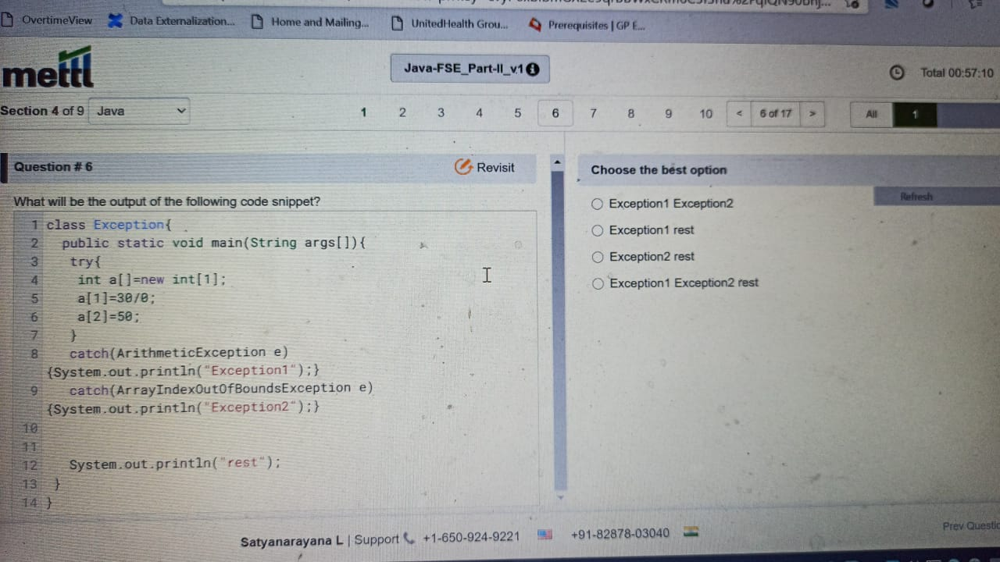 OvertimeView Data Externalization... Home and Mailing... UnitedHealth Grou... Prerequisites | GP E...
mettl
Java-FSE_Part-II_v1
Total 00:57:10
Section 4 of 9 Java 1 2 3 4 5 6 7 8 9 10 < 6 of 17 > All 1
Question # 6 Revisit
What will be the output of the following code snippet?
1 class Exception{
2 public static void main(String args[]){
3 try{
4 int a[]=new int[1];
5 a[1]=30/0;
6 a[2]=50;
7 }
8 catch(ArithmeticException e)
{System.out.println("Exception1");}
9 catch(ArrayIndexOutOfBoundsException e)
{System.out.println("Exception2");}
10
11
12 System.out.println("rest");
13 }
14 }
Choose the best option
Refresh
Exception1 Exception2
Exception1 rest
Exception2 rest
Exception1 Exception2 rest
Prev Questio
Satyanarayana L | Support +1-650-924-9221 +91-82878-03040